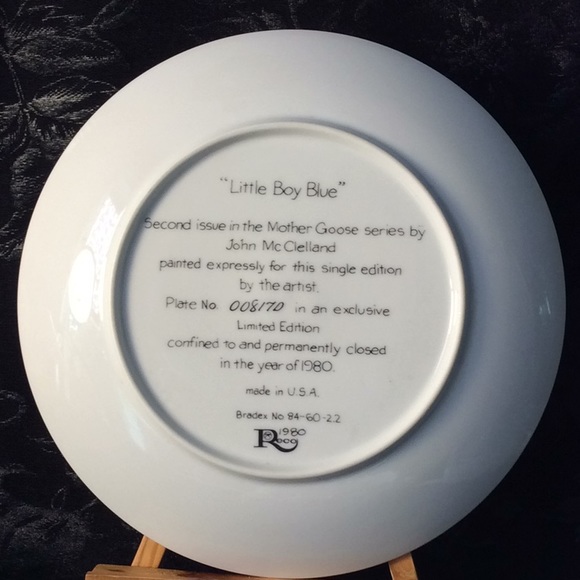 "Little Boy Blue"
Second issue in the Mother Goose series by
John McClelland
painted expressly for this single edition
by the artist.
Plate No. 00817D in an exclusive
Limited Edition
confined to and permanently closed
in the year of 1980.
made in U.S.A.
Bradex No 84-60-2.2
1980
Reco